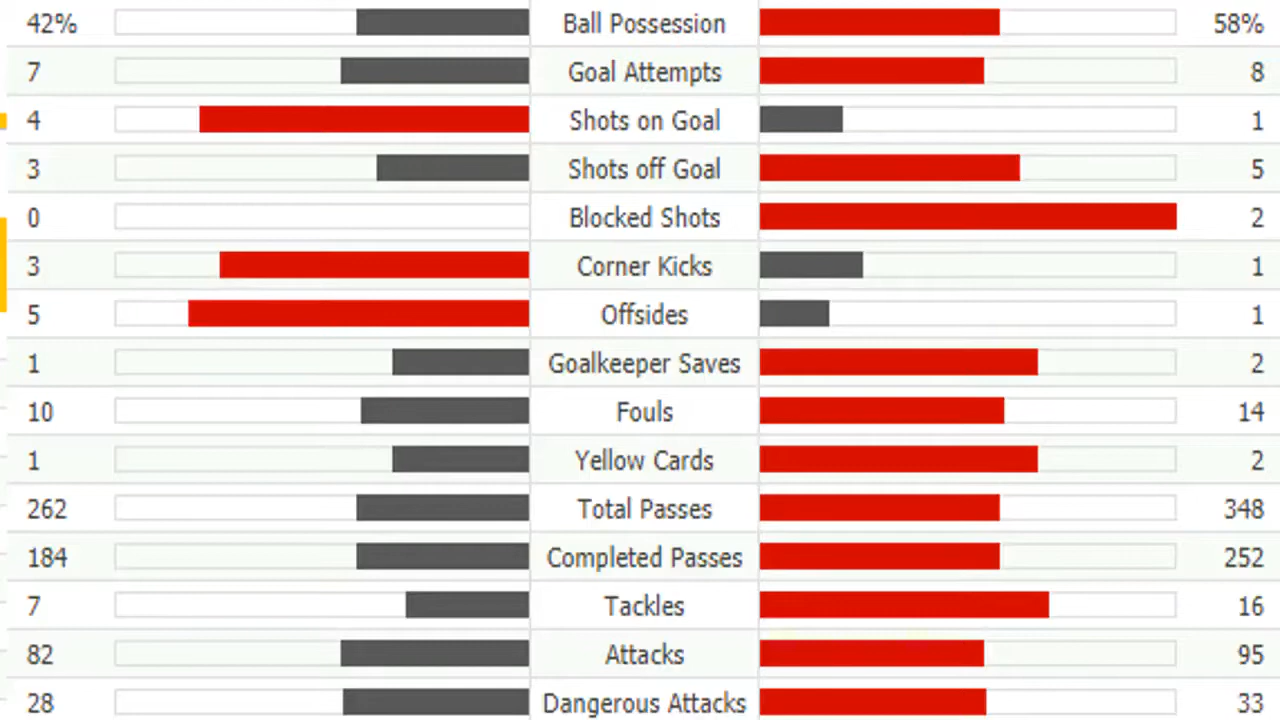 42% Ball Possession 58%
7 Goal Attempts 8
4 Shots on Goal 1
3 Shots off Goal 5
0 Blocked Shots 2
3 Corner Kicks 1
5 Offsides 1
1 Goalkeeper Saves 2
10 Fouls 14
1 Yellow Cards 2
262 Total Passes 348
184 Completed Passes 252
7 Tackles 16
82 Attacks 95
28 Dangerous Attacks 33